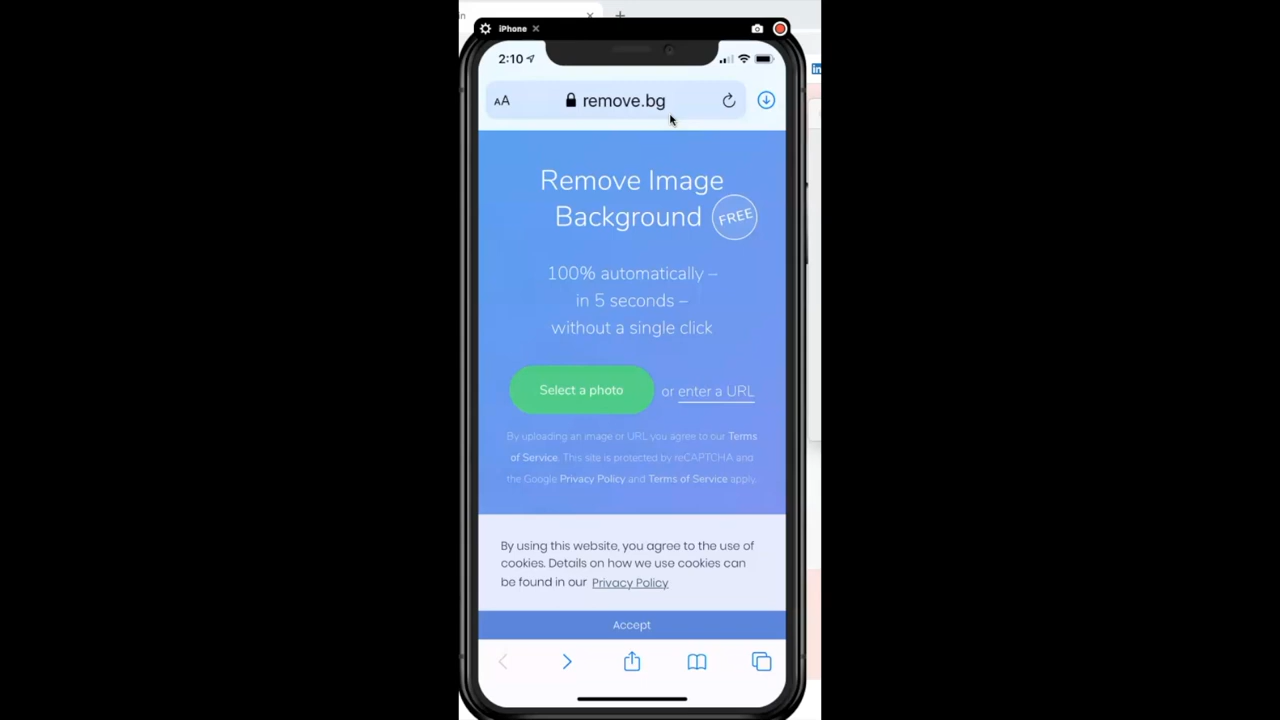 in
iPhone
2:10
AA remove.bg
Remove Image
Background FREE
100% automatically –
in 5 seconds –
without a single click
Select a photo or enter a URL
By uploading an image or URL you agree to our Terms
of Service. This site is protected by reCAPTCHA and
the Google Privacy Policy and Terms of Service apply.
By using this website, you agree to the use of
cookies. Details on how we use cookies can
be found in our Privacy Policy
Accept